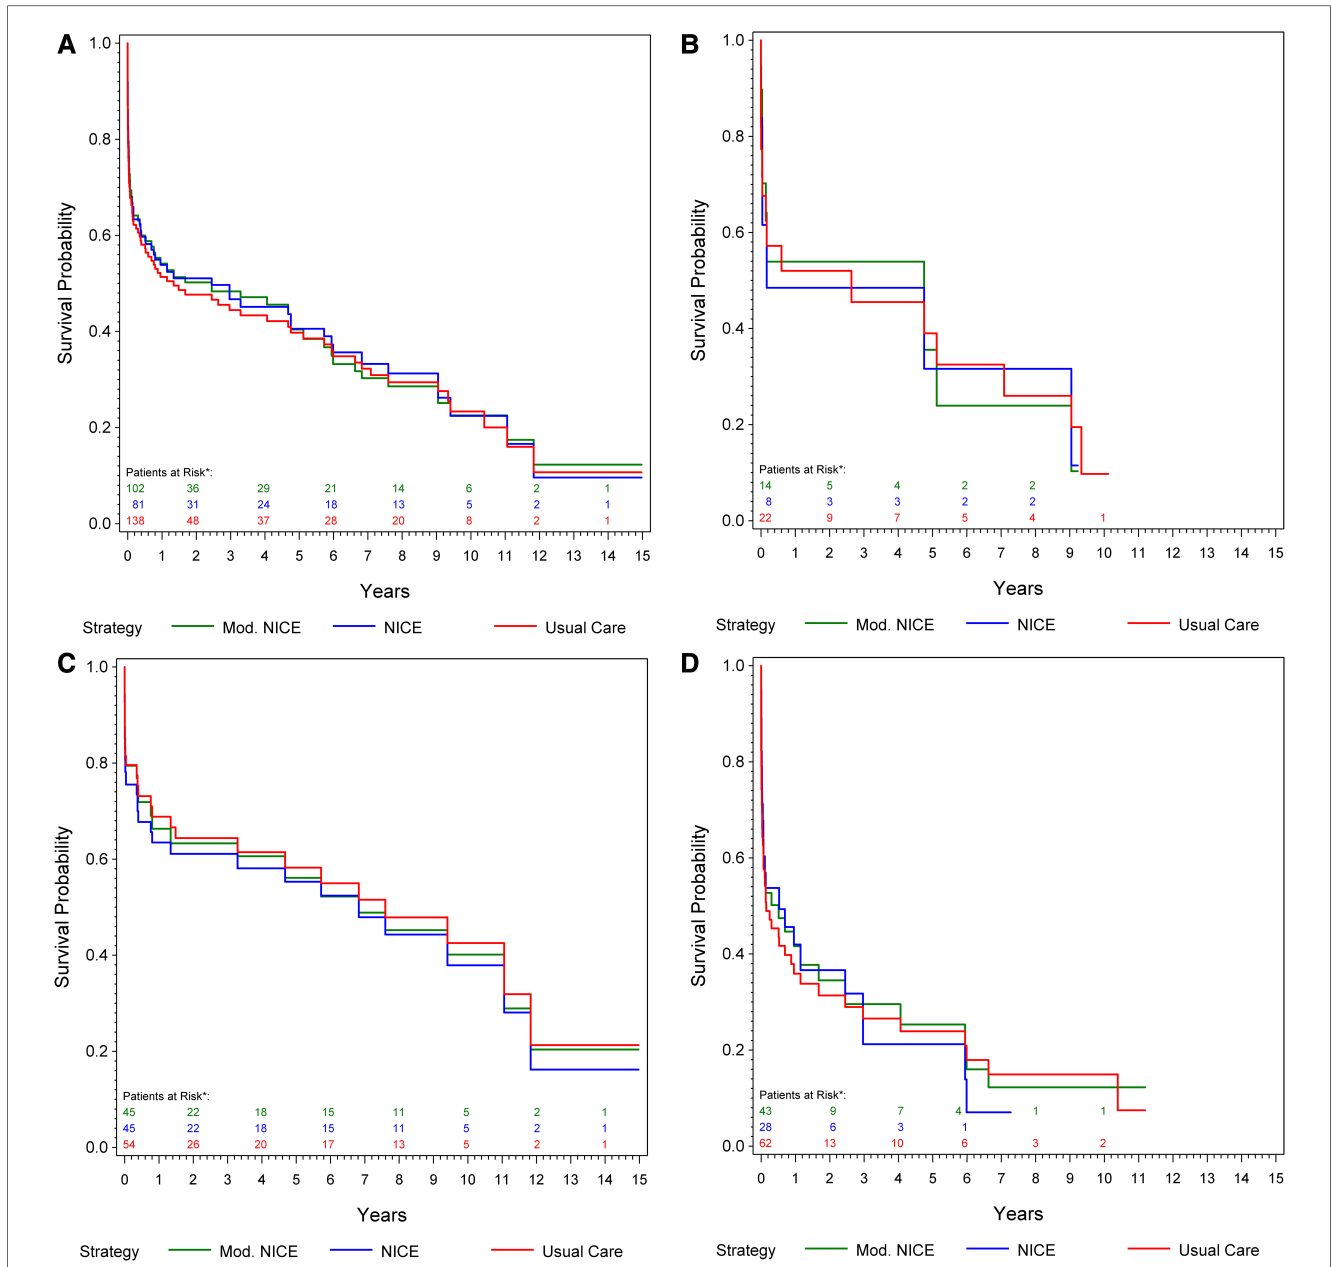 A
Survival Probability
1.0
0.8
0.6
0.4
0.2
0.0
Patients at Risk*:
102 36 29 21 14 6 2 1
81 31 24 18 13 5 2 1
138 48 37 28 20 8 2 1
0 1 2 3 4 5 6 7 8 9 10 11 12 13 14 15
Years
Strategy Mod. NICE NICE Usual Care
B
Survival Probability
1.0
0.8
0.6
0.4
0.2
0.0
Patients at Risk*:
14 5 4 2 2
8 3 3 2 2
22 9 7 5 4 1
0 1 2 3 4 5 6 7 8 9 10 11 12 13 14 15
Years
Strategy Mod. NICE NICE Usual Care
C
Survival Probability
1.0
0.8
0.6
0.4
0.2
0.0
Patients at Risk*:
45 22 18 15 11 5 2 1
45 22 18 15 11 5 2 1
54 26 20 17 13 5 2 1
0 1 2 3 4 5 6 7 8 9 10 11 12 13 14 15
Years
Strategy Mod. NICE NICE Usual Care
D
Survival Probability
1.0
0.8
0.6
0.4
0.2
0.0
Patients at Risk*:
43 9 7 4 1 1
28 6 3 1
62 13 10 6 3 2
0 1 2 3 4 5 6 7 8 9 10 11 12 13 14 15
Years
Strategy Mod. NICE NICE Usual Care